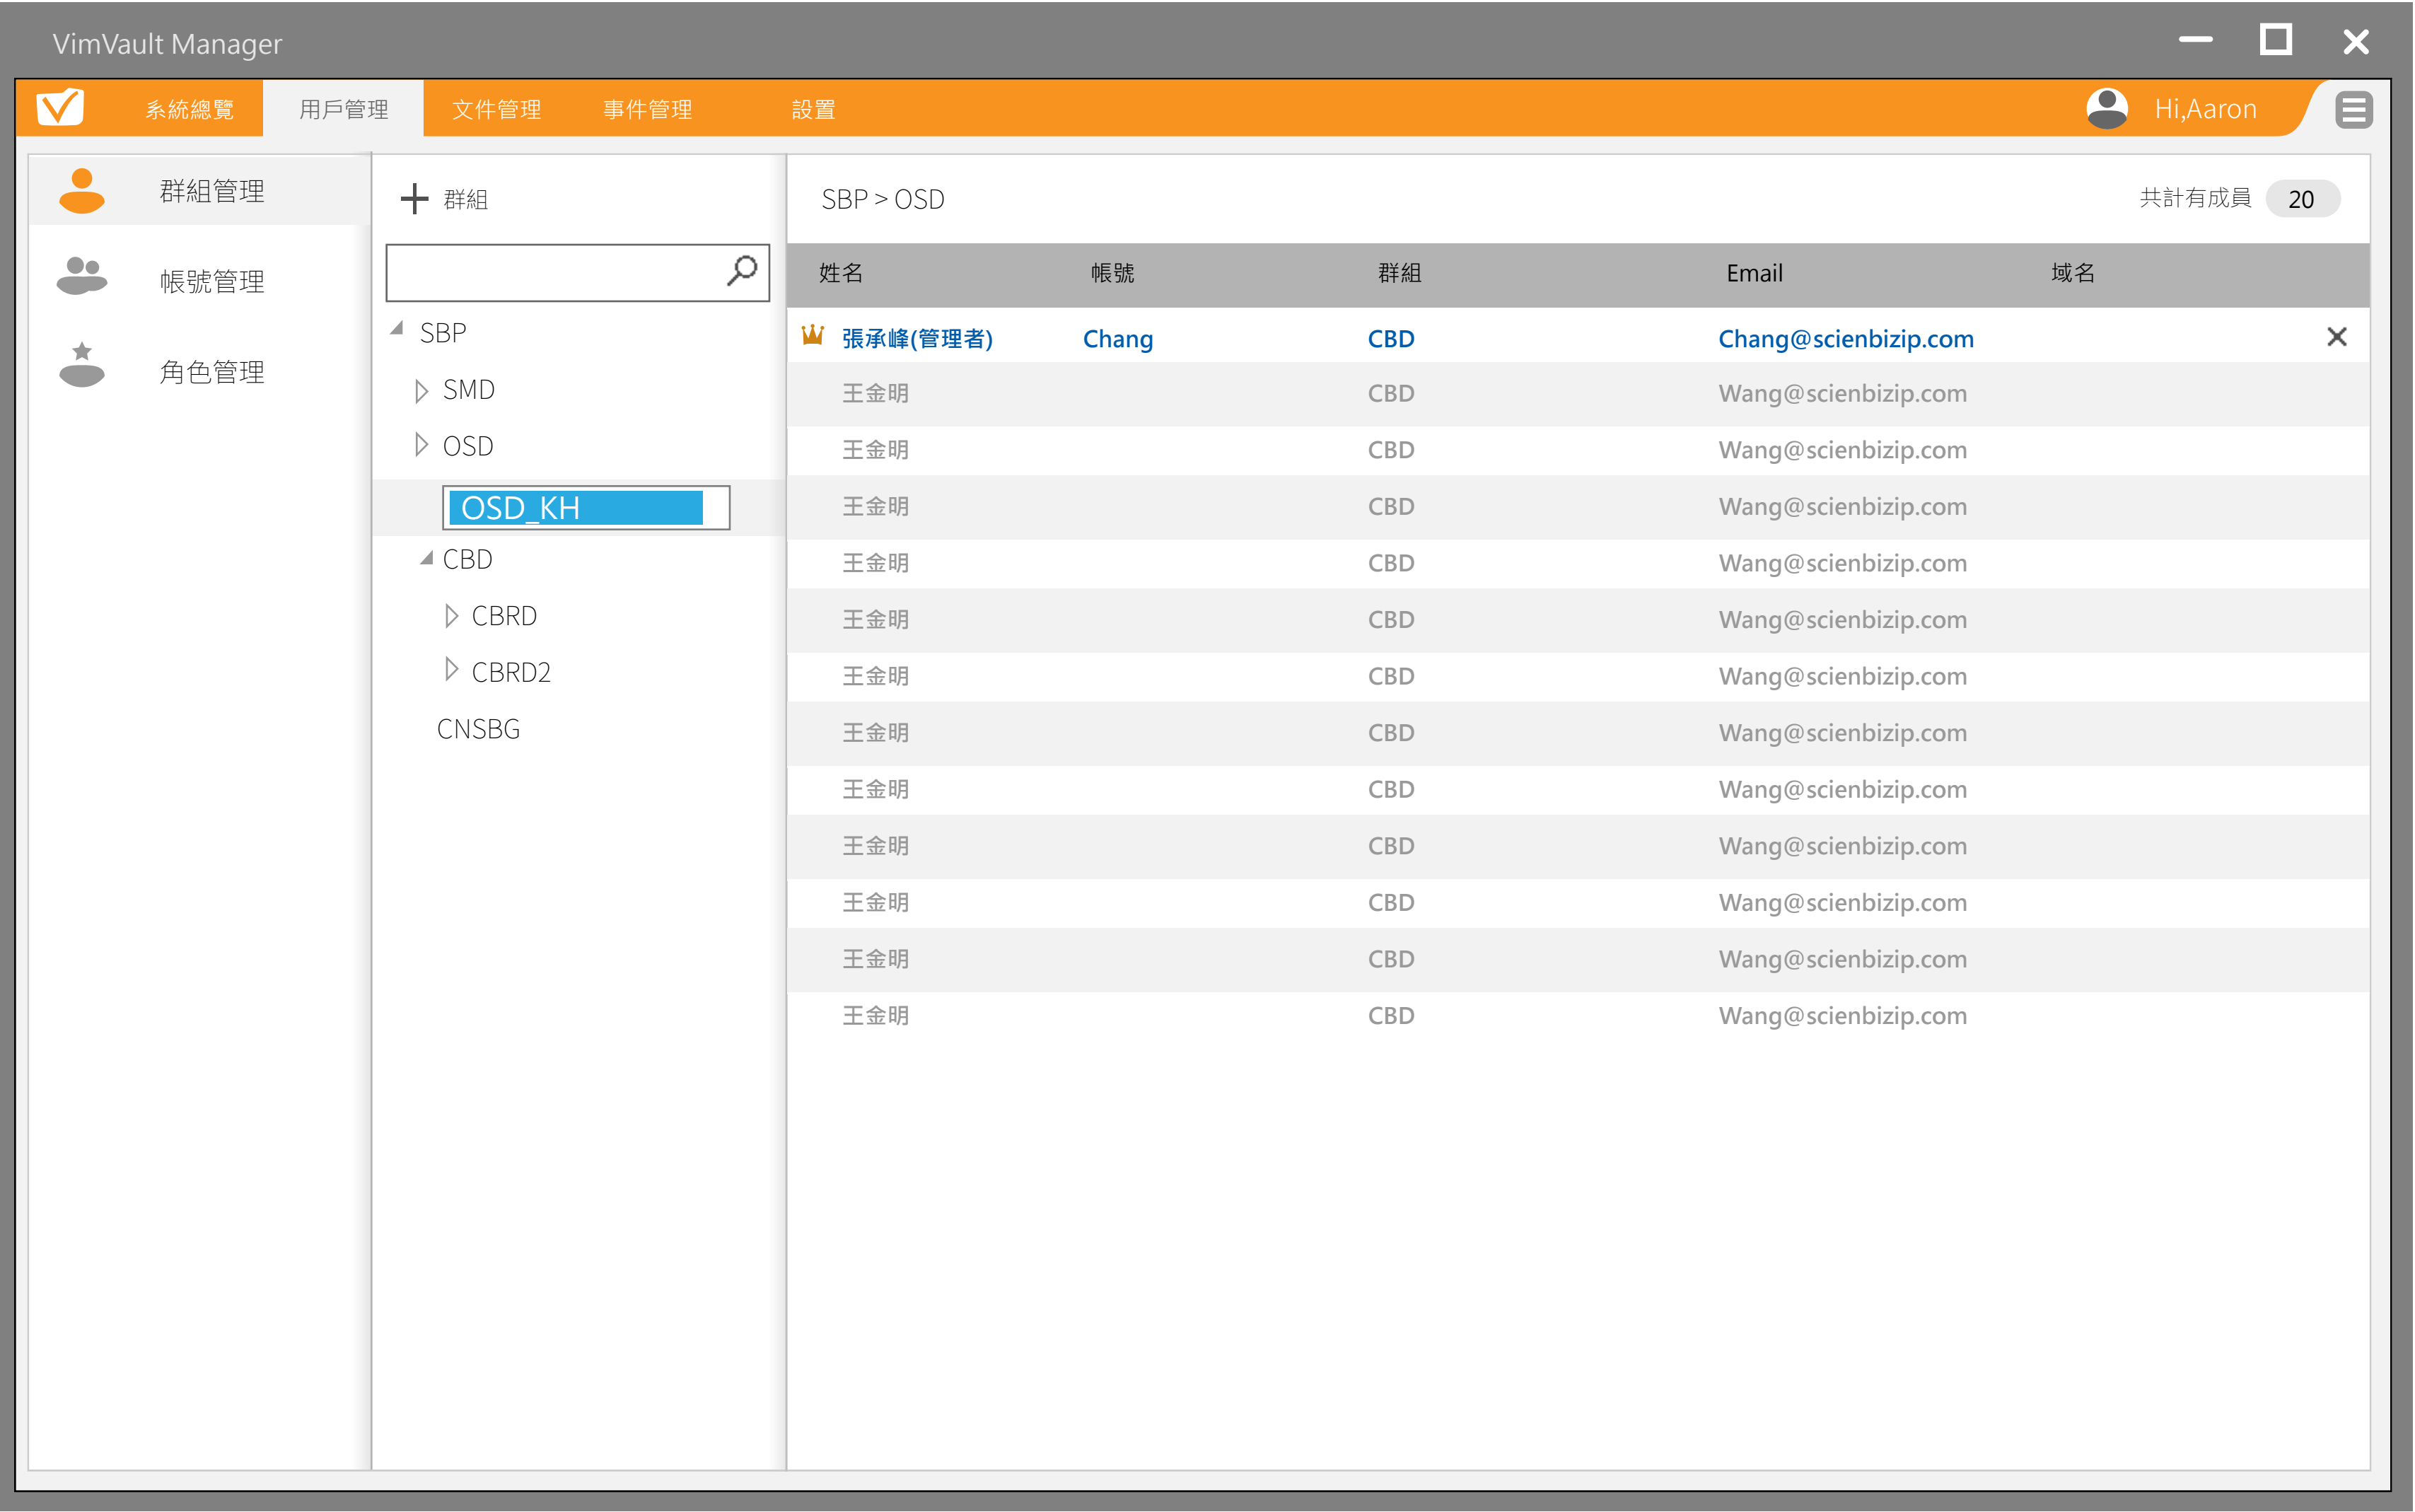 VimVault Manager
系統總覽 用戶管理 文件管理 事件管理 設置 Hi,Aaron
群組管理
帳號管理
角色管理
群組
SBP
SMD
OSD
OSD_KH
CBD
CBRD
CBRD2
CNSBG
SBP > OSD 共計有成員 20
姓名 帳號 群組 Email 域名
張承峰(管理者) Chang CBD Chang@scienbizip.com
王金明 CBD Wang@scienbizip.com
王金明 CBD Wang@scienbizip.com
王金明 CBD Wang@scienbizip.com
王金明 CBD Wang@scienbizip.com
王金明 CBD Wang@scienbizip.com
王金明 CBD Wang@scienbizip.com
王金明 CBD Wang@scienbizip.com
王金明 CBD Wang@scienbizip.com
王金明 CBD Wang@scienbizip.com
王金明 CBD Wang@scienbizip.com
王金明 CBD Wang@scienbizip.com
王金明 CBD Wang@scienbizip.com